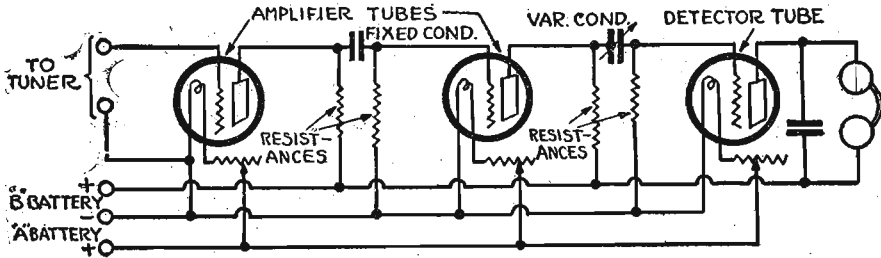 AMPLIFIER TUBES
FIXED COND.
VAR. COND.
DETECTOR TUBE
TO
TUNER
RESIST-
ANCES
RESIST-
ANCES
+
"B" BATTERY
-
"A" BATTERY
+